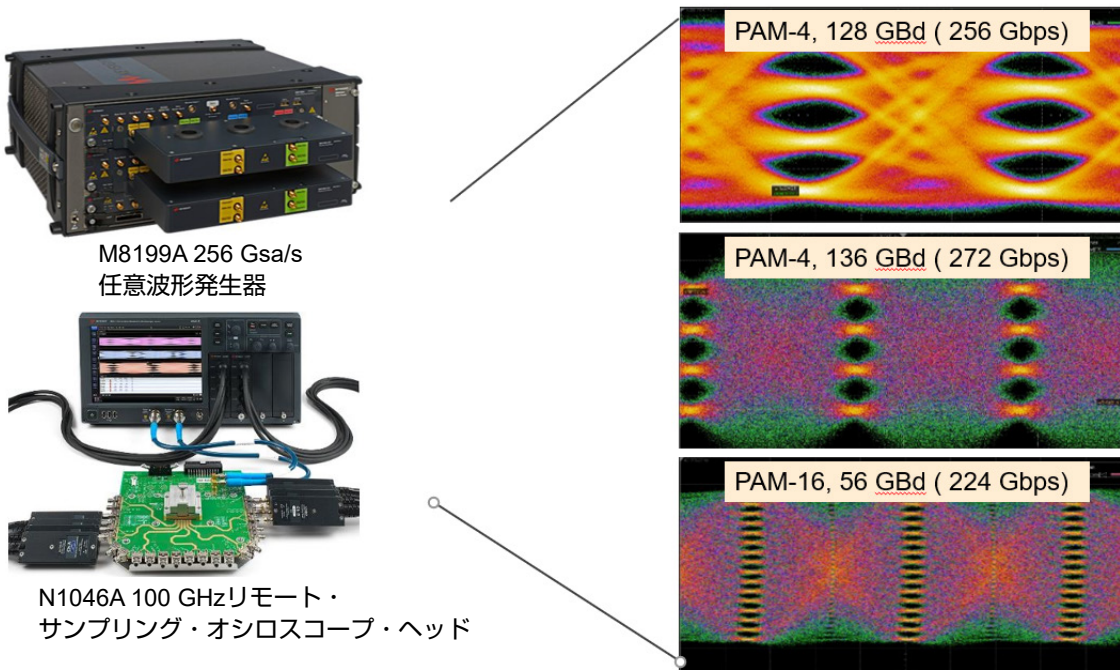 M8199A 256 Gsa/s
任意波形発生器
N1046A 100 GHzリモート・
サンプリング・オシロスコープ・ヘッド
PAM-4, 128 GBd ( 256 Gbps)
PAM-4, 136 GBd ( 272 Gbps)
PAM-16, 56 GBd ( 224 Gbps)